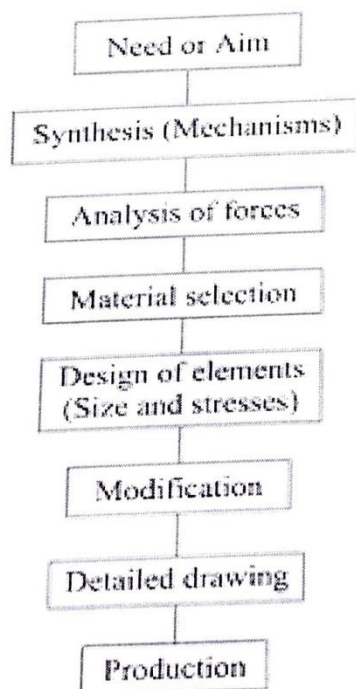 Need or Aim
Synthesis (Mechanisms)
Analysis of forces
Material selection
Design of elements
(Size and stresses)
Modification
Detailed drawing
Production